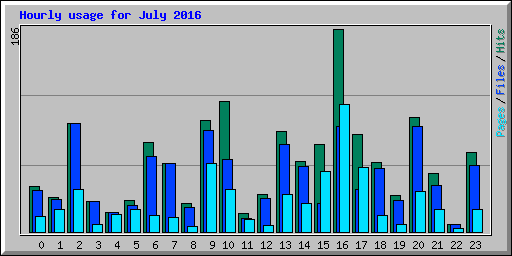 Hourly usage for July 2016
186
Pages/Files/Hits
0 1 2 3 4 5 6 7 8 9 10 11 12 13 14 15 16 17 18 19 20 21 22 23